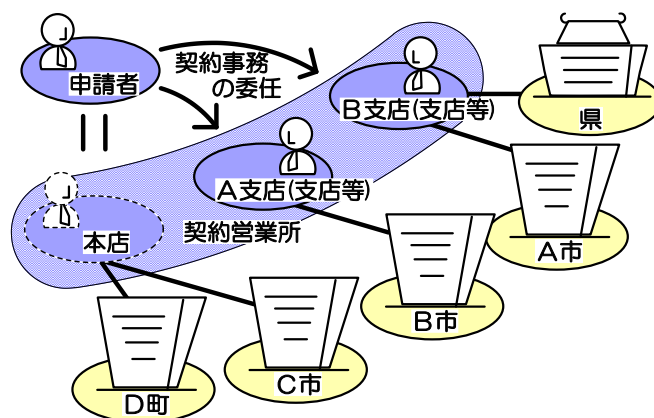 申請者
契約事務
の委任
B支店(支店等)
県
A支店(支店等)
A市
本店
契約営業所
B市
C市
D町